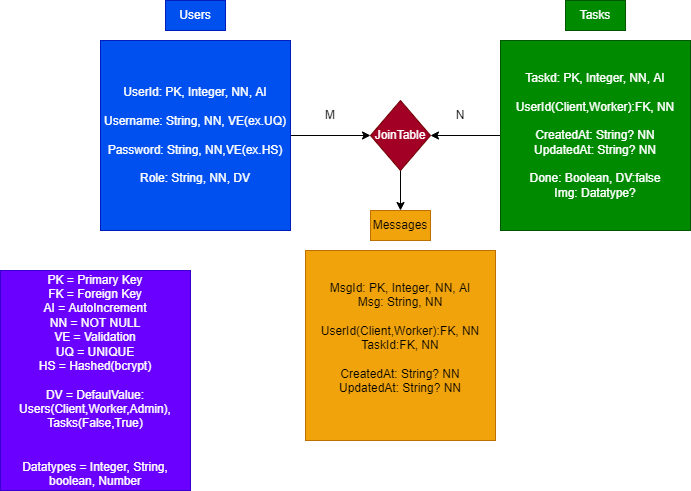 Users
Tasks
UserId: PK, Integer, NN, AI
Username: String, NN, VE(ex.UQ)
Password: String, NN,VE(ex.HS)
Role: String, NN, DV
M
JoinTable
N
Taskd: PK, Integer, NN, AI
UserId(Client,Worker):FK, NN
CreatedAt: String? NN
UpdatedAt: String? NN
Done: Boolean, DV:false
Img: Datatype?
Messages
MsgId: PK, Integer, NN, AI
Msg: String, NN
UserId(Client,Worker):FK, NN
TaskId:FK, NN
CreatedAt: String? NN
UpdatedAt: String? NN
PK = Primary Key
FK = Foreign Key
AI = AutoIncrement
NN = NOT NULL
VE = Validation
UQ = UNIQUE
HS = Hashed(bcrypt)
DV = DefaulValue:
Users(Client,Worker,Admin),
Tasks(False,True)
Datatypes = Integer, String,
boolean, Number